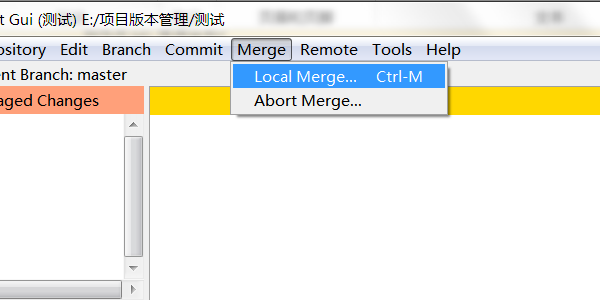 t Gui (测试) E:/项目版本管理/测试
ository Edit Branch Commit Merge Remote Tools Help
nt Branch: master
Local Merge... Ctrl-M
aged Changes
Abort Merge...